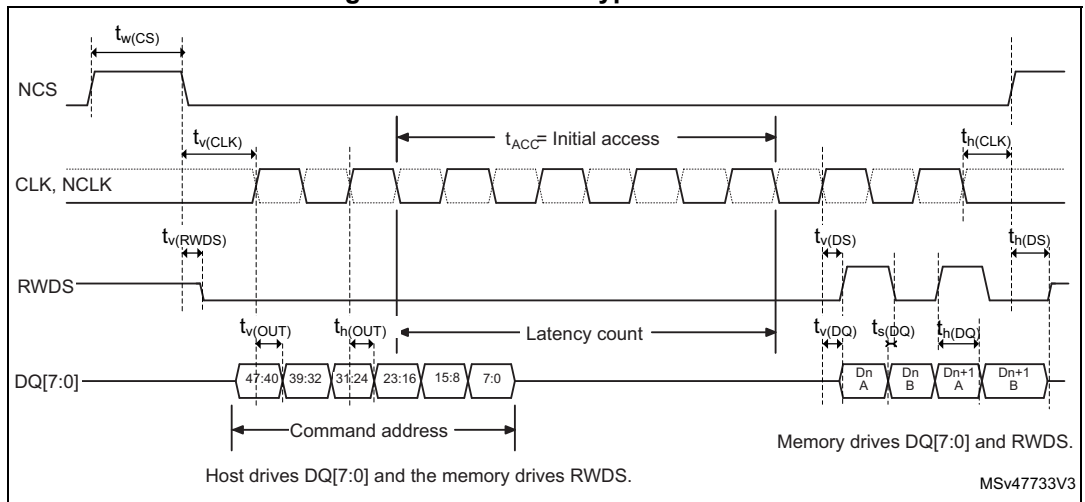 tw(CS)
NCS
tv(CLK)
tACC= Initial access
th(CLK)
CLK, NCLK
tv(RWDS)
tv(DS)
th(DS)
RWDS
tv(OUT)
th(OUT)
Latency count
tv(DQ)
ts(DQ)
th(DQ)
DQ[7:0]
47:40 39:32 31:24 23:16 15:8 7:0
Dn A
Dn B
Dn+1 A
Dn+1 B
Command address
Memory drives DQ[7:0] and RWDS.
Host drives DQ[7:0] and the memory drives RWDS.
MSv47733V3